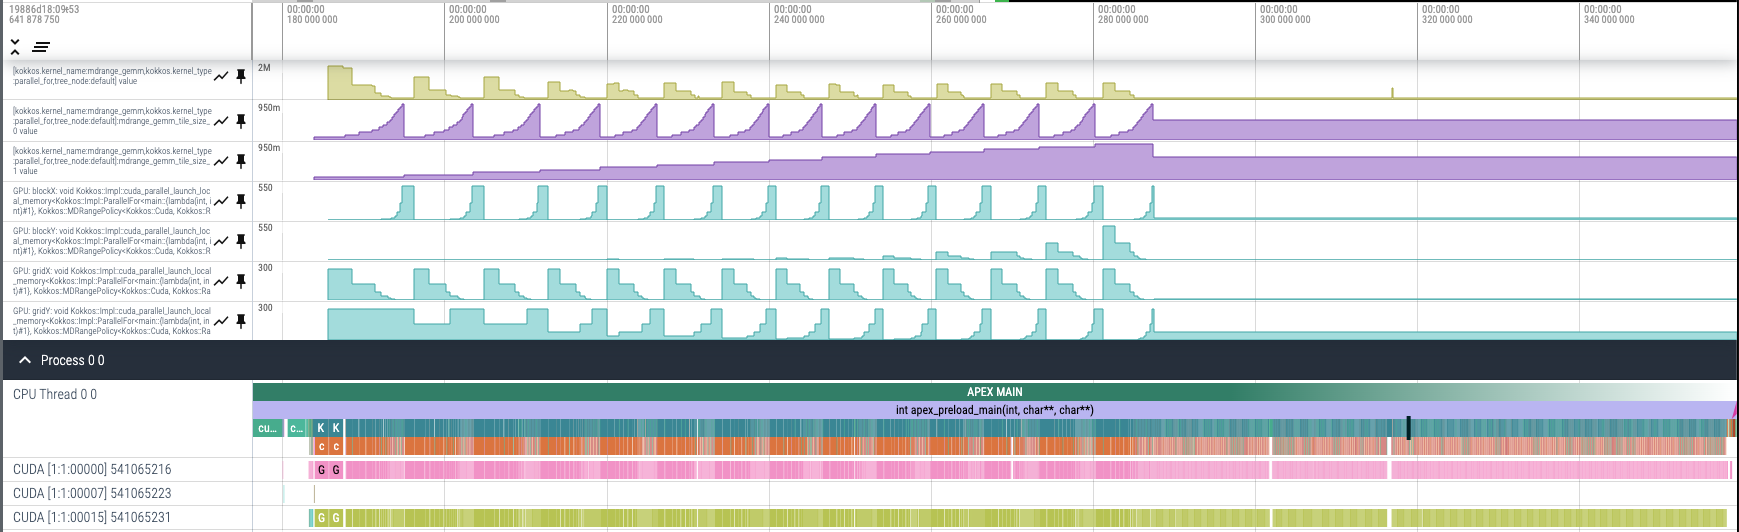 19886d18:09:53
641 878 750
00:00:00
180 000 000
00:00:00
200 000 000
00:00:00
220 000 000
00:00:00
240 000 000
00:00:00
260 000 000
00:00:00
280 000 000
00:00:00
300 000 000
00:00:00
320 000 000
00:00:00
340 000 000
[kokkos.kernel_name:mdrange_gemm,kokkos.kernel_type
:parallel_for,tree_node:default] value
2M
[kokkos.kernel_name:mdrange_gemm,kokkos.kernel_type
:parallel_for,tree_node:default]:mdrange_gemm_tile_size_
0 value
950m
[kokkos.kernel_name:mdrange_gemm,kokkos.kernel_type
:parallel_for,tree_node:default]:mdrange_gemm_tile_size_
1 value
950m
GPU: blockX: void Kokkos::Impl::cuda_parallel_launch_loc
al_memory<Kokkos::Impl::ParallelFor<main::{lambda(int, i
nt)#1}, Kokkos::MDRangePolicy<Kokkos::Cuda, Kokkos::R
550
GPU: blockY: void Kokkos::Impl::cuda_parallel_launch_loc
al_memory<Kokkos::Impl::ParallelFor<main::{lambda(int, i
nt)#1}, Kokkos::MDRangePolicy<Kokkos::Cuda, Kokkos::R
550
GPU: gridX: void Kokkos::Impl::cuda_parallel_launch_local
_memory<Kokkos::Impl::ParallelFor<main::{lambda(int, in
t)#1}, Kokkos::MDRangePolicy<Kokkos::Cuda, Kokkos::Ra
300
GPU: gridY: void Kokkos::Impl::cuda_parallel_launch_local
_memory<Kokkos::Impl::ParallelFor<main::{lambda(int, in
t)#1}, Kokkos::MDRangePolicy<Kokkos::Cuda, Kokkos::Ra
300
Process 0 0
CPU Thread 0 0
APEX MAIN
int apex_preload_main(int, char**, char**)
cu... c... K K
c c
CUDA [1:1:00000] 541065216
G G
CUDA [1:1:00007] 541065223
CUDA [1:1:00015] 541065231
G G